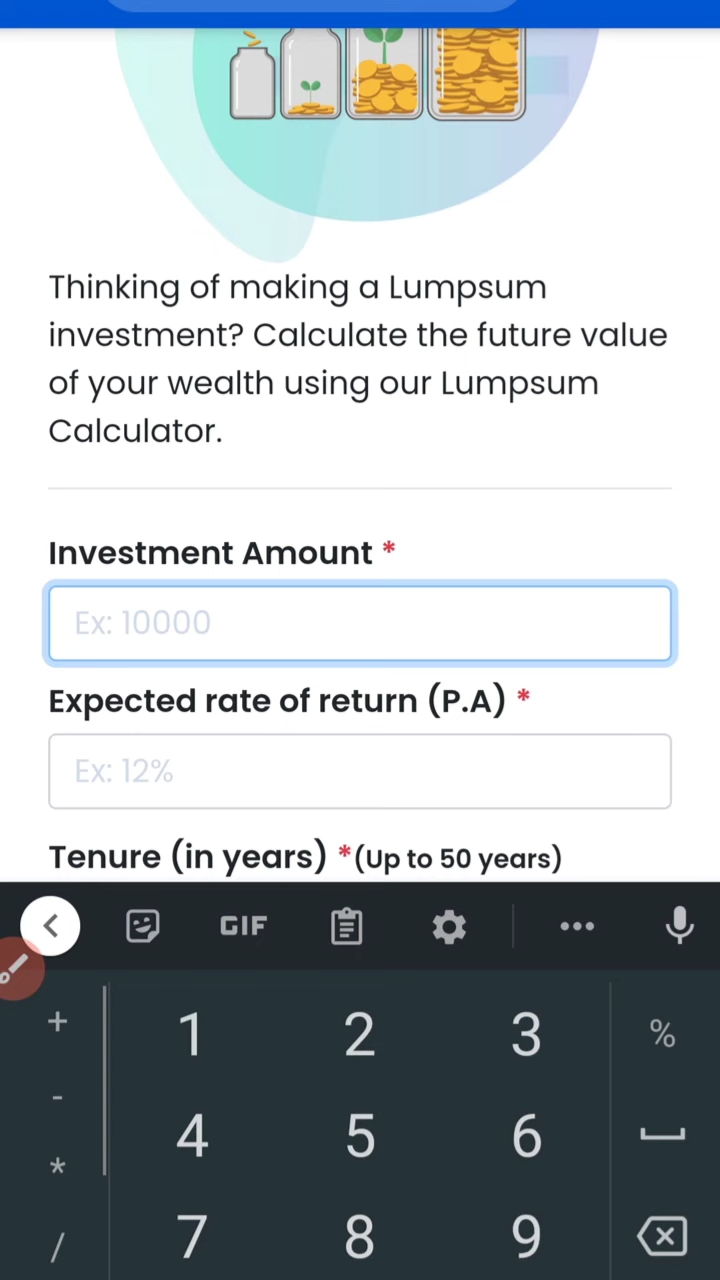 Thinking of making a Lumpsum
investment? Calculate the future value
of your wealth using our Lumpsum
Calculator.
Investment Amount *
Ex: 10000
Expected rate of return (P.A) *
Ex: 12%
Tenure (in years) *(Up to 50 years)
GIF
+ 1 2 3 %
-
4 5 6
*
/ 7 8 9